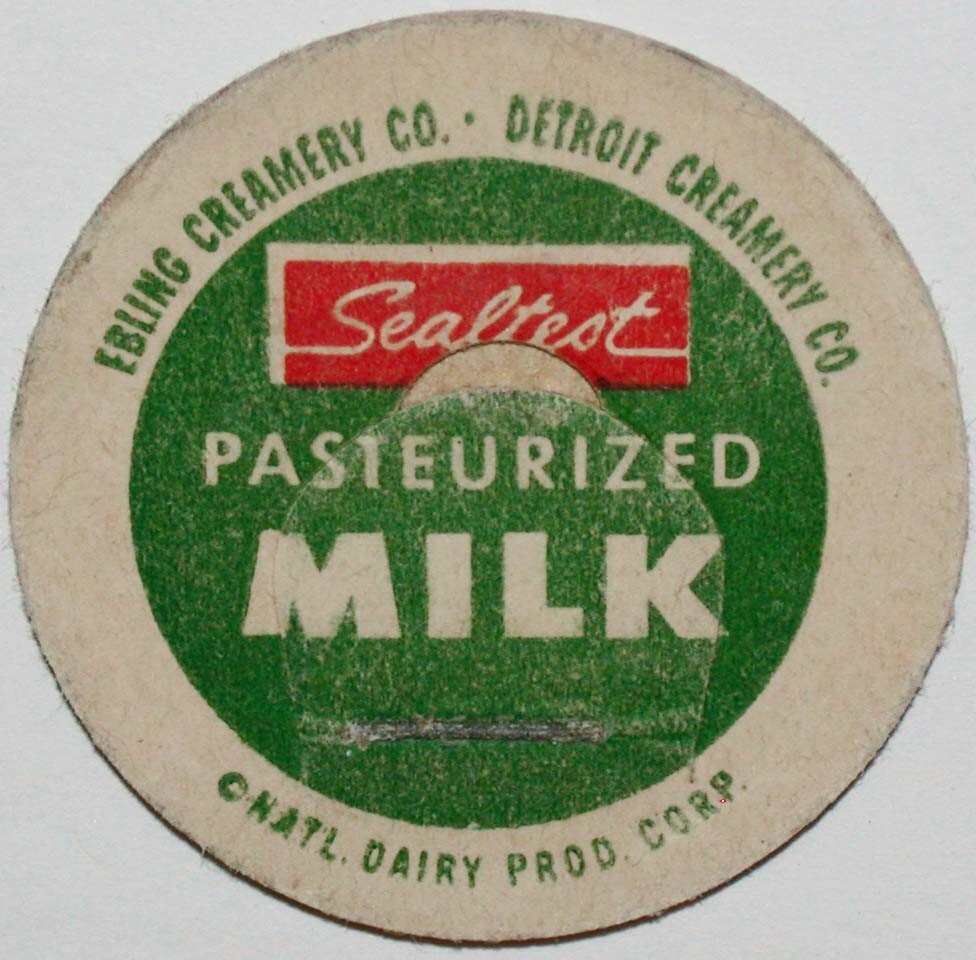 EBLING CREAMERY CO. · DETROIT CREAMERY CO.
Sealtest
PASTEURIZED
MILK
©NATL. DAIRY PROD. CORP.